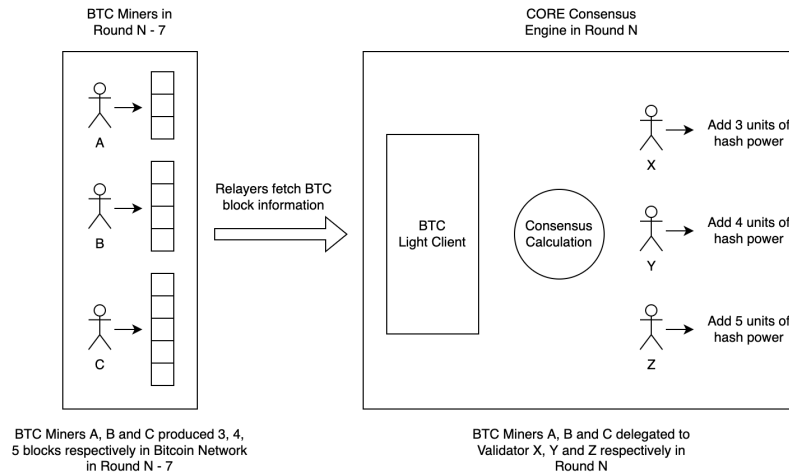 BTC Miners in
Round N - 7
CORE Consensus
Engine in Round N
A
B
C
Relayers fetch BTC
block information
BTC
Light Client
Consensus
Calculation
X
Add 3 units of
hash power
Y
Add 4 units of
hash power
Z
Add 5 units of
hash power
BTC Miners A, B and C produced 3, 4,
5 blocks respectively in Bitcoin Network
in Round N - 7
BTC Miners A, B and C delegated to
Validator X, Y and Z respectively in
Round N